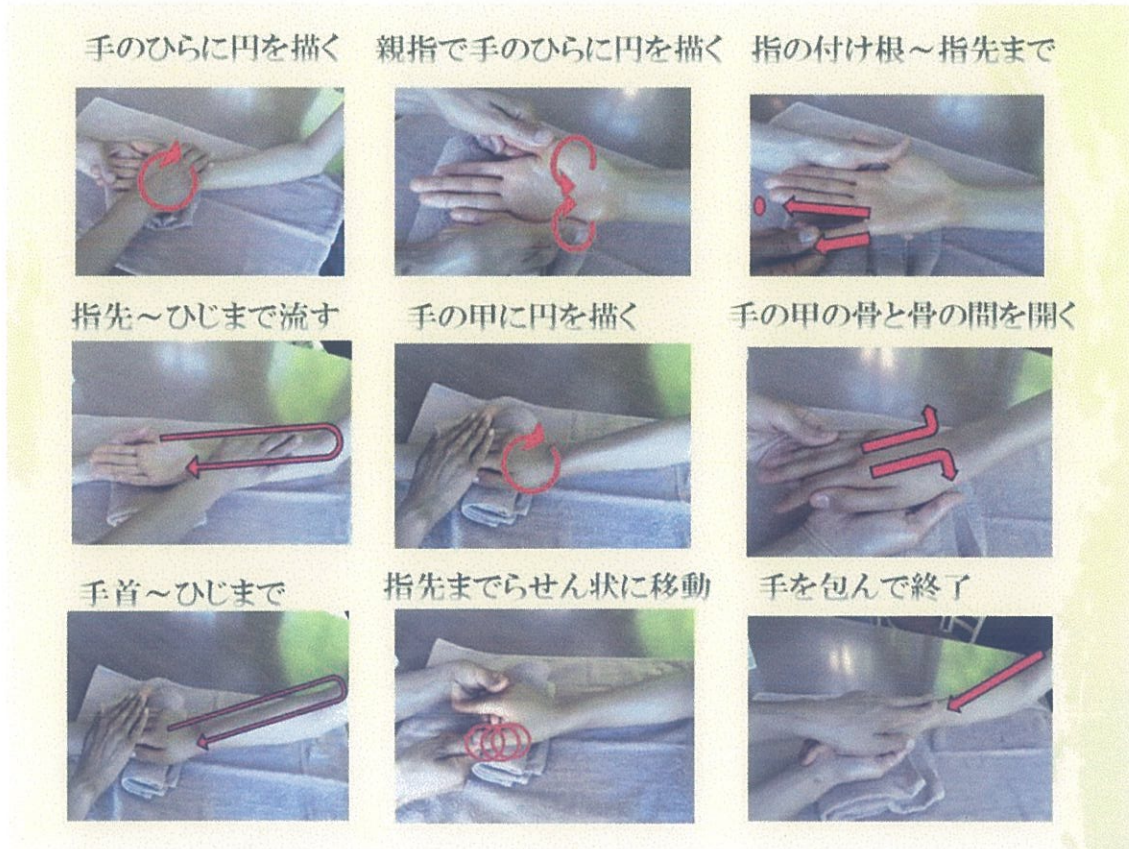 手のひらに円を描く
親指で手のひらに円を描く
指の付け根～指先まで
指先～ひじまで流す
手の甲に円を描く
手の甲の骨と骨の間を開く
手首～ひじまで
指先までらせん状に移動
手を包んで終了